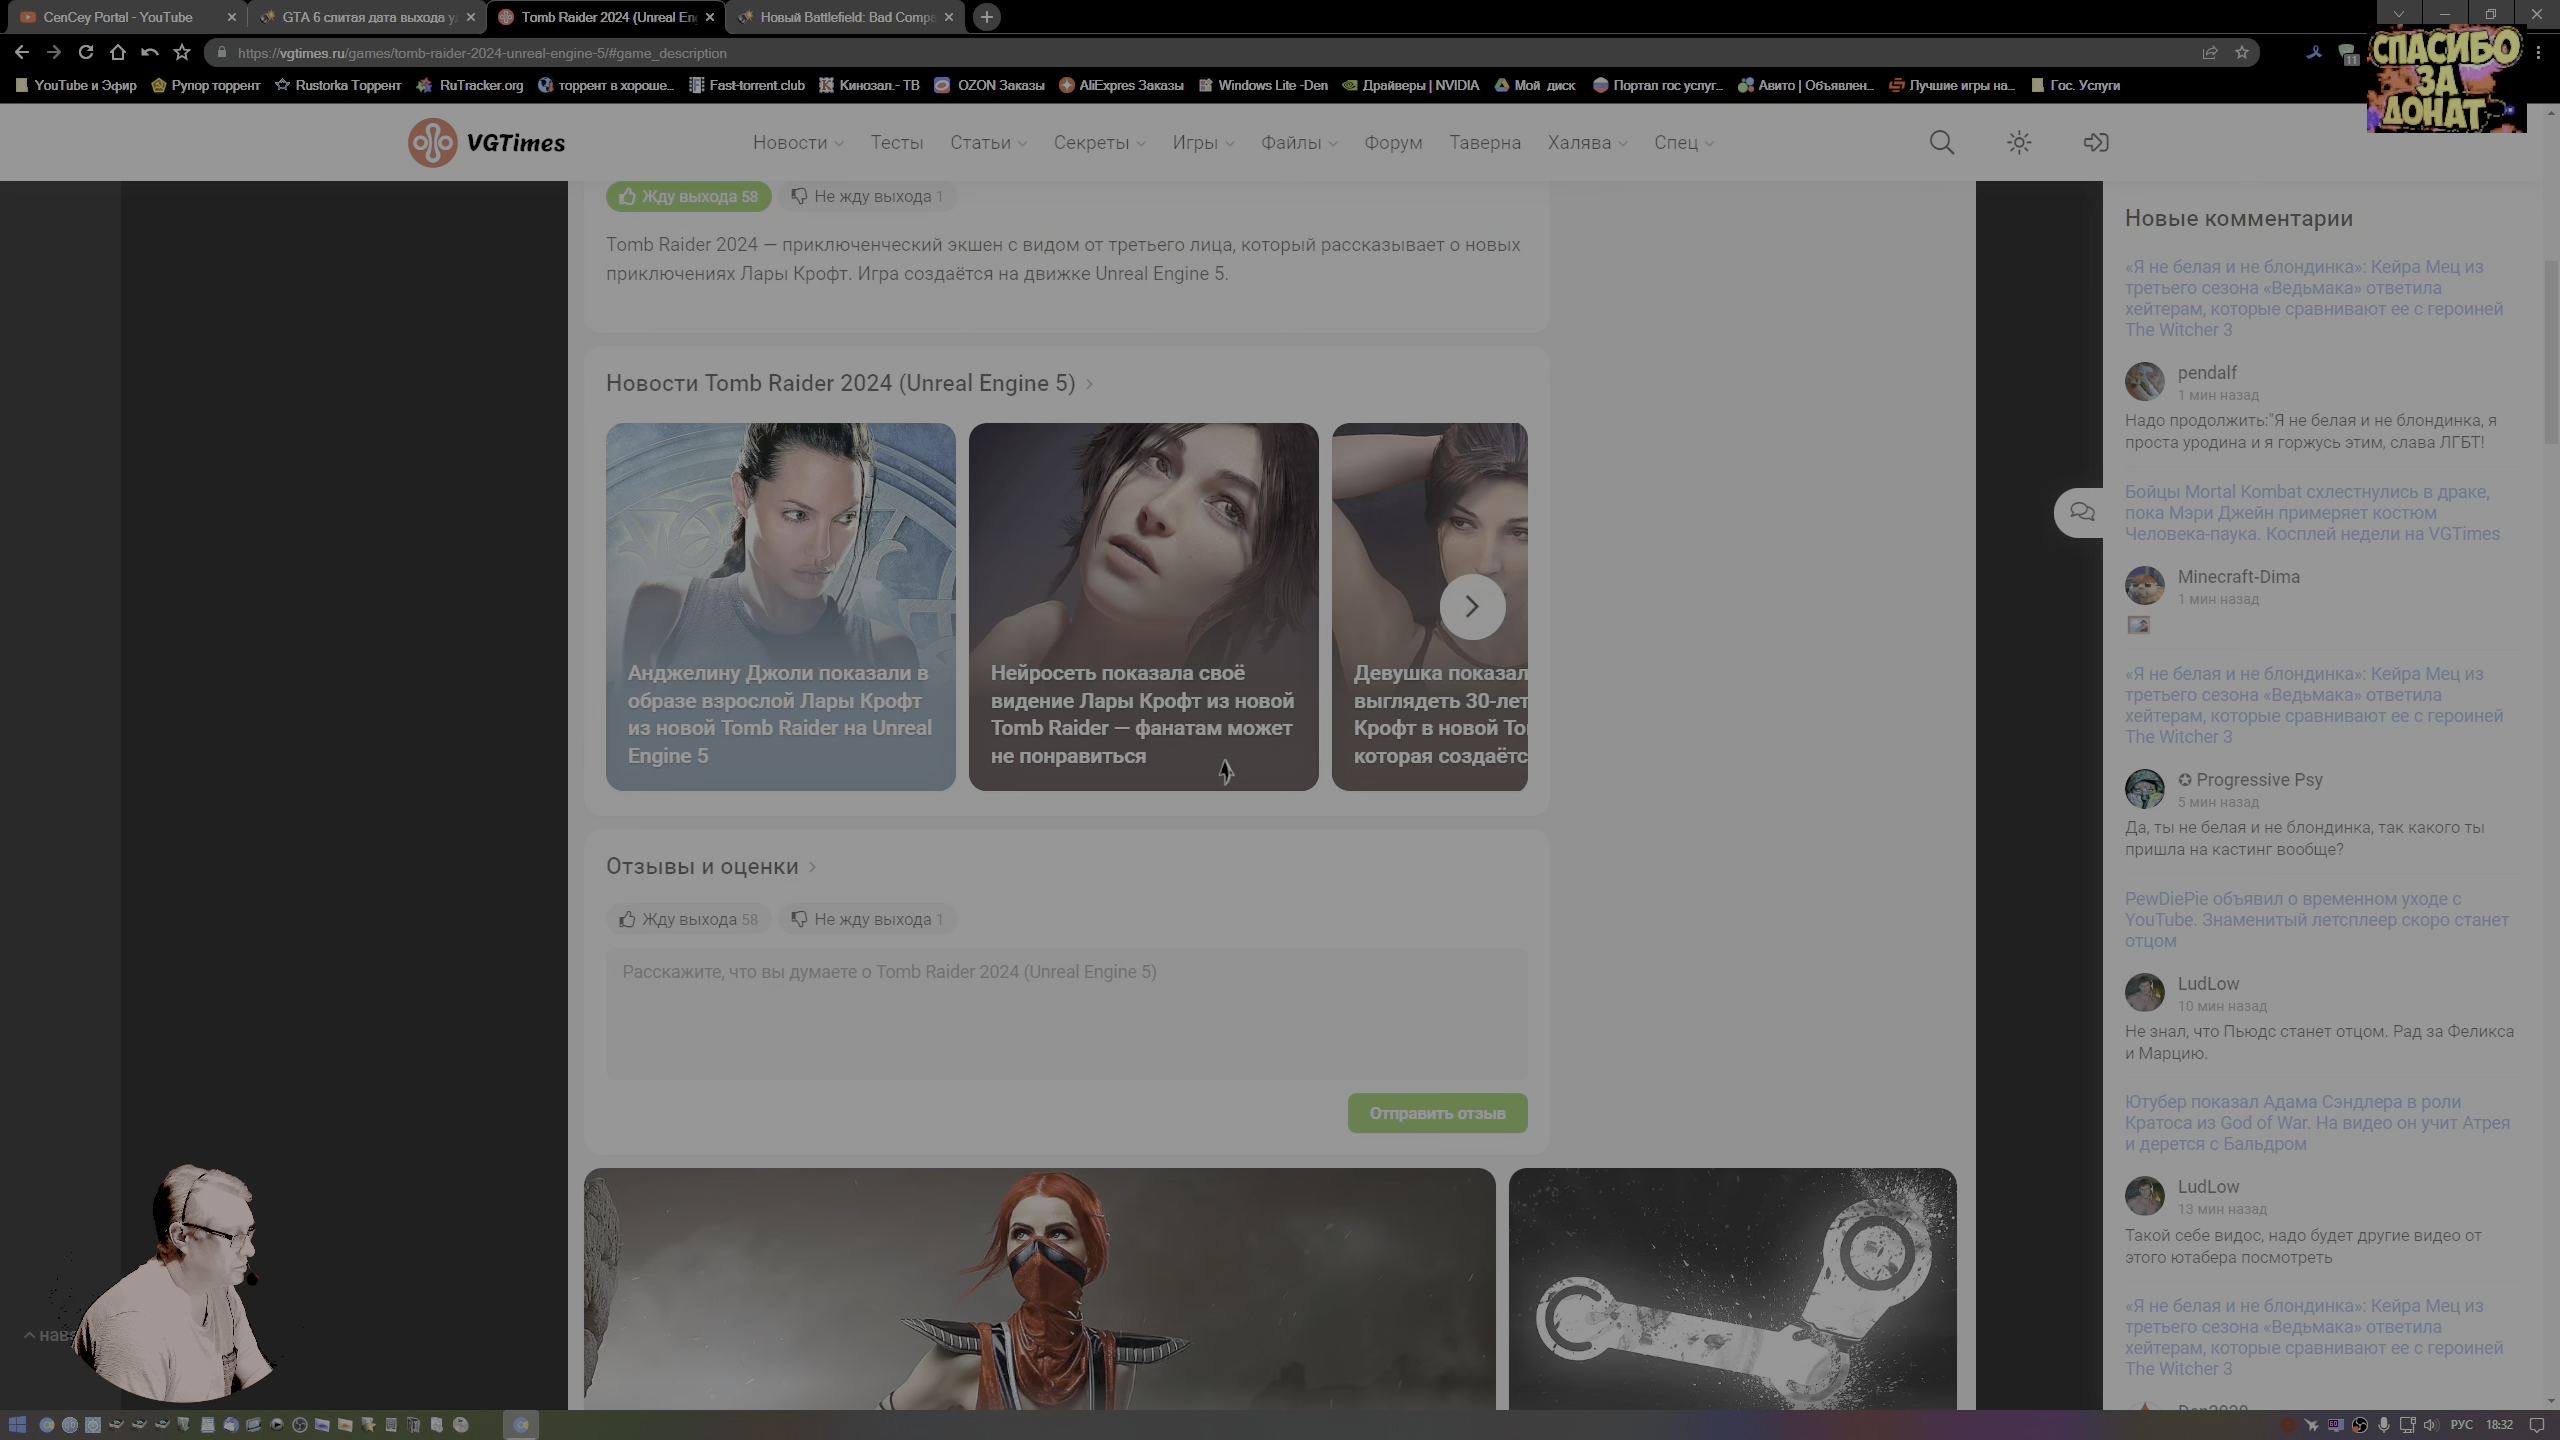 CenCey Portal - YouTube
GTA 6 слитая дата выхода у
Tomb Raider 2024 (Unreal En
Новый Battlefield: Bad Comp
https://vgtimes.ru/games/tomb-raider-2024-unreal-engine-5/#game_description
11
YouTube и Эфир
Рупор торрент
Rustorka Торрент
RuTracker.org
торрент в хороше...
Fast-torrent.club
Кинозал.- ТВ
OZON Заказы
AliExpres Заказы
Windows Lite -Den
Драйверы | NVIDIA
Мой диск
Портал гос услуг...
Авито | Объявлен...
Лучшие игры на...
Гос. Услуги
СПАСИБО
ЗА
ДОНАТ
VGTimes
Новости
Тесты
Статьи
Секреты
Игры
Файлы
Форум
Таверна
Халява
Спец
Жду выхода 58
Не жду выхода 1
Tomb Raider 2024 — приключенческий экшен с видом от третьего лица, который рассказывает о новых
приключениях Лары Крофт. Игра создаётся на движке Unreal Engine 5.
Новости Tomb Raider 2024 (Unreal Engine 5)
Анджелину Джоли показали в
образе взрослой Лары Крофт
из новой Tomb Raider на Unreal
Engine 5
Нейросеть показала своё
видение Лары Крофт из новой
Tomb Raider — фанатам может
не понравиться
Девушка показал
выглядеть 30-лет
Крофт в новой To
которая создаётс
Отзывы и оценки
Жду выхода 58
Не жду выхода 1
Расскажите, что вы думаете о Tomb Raider 2024 (Unreal Engine 5)
Отправить отзыв
Новые комментарии
«Я не белая и не блондинка»: Кейра Мец из
третьего сезона «Ведьмака» ответила
хейтерам, которые сравнивают ее с героиней
The Witcher 3
pendalf
1 мин назад
Надо продолжить:"Я не белая и не блондинка, я
проста уродина и я горжусь этим, слава ЛГБТ!
Бойцы Mortal Kombat схлестнулись в драке,
пока Мэри Джейн примеряет костюм
Человека-паука. Косплей недели на VGTimes
Minecraft-Dima
1 мин назад
«Я не белая и не блондинка»: Кейра Мец из
третьего сезона «Ведьмака» ответила
хейтерам, которые сравнивают ее с героиней
The Witcher 3
Progressive Psy
5 мин назад
Да, ты не белая и не блондинка, так какого ты
пришла на кастинг вообще?
PewDiePie объявил о временном уходе с
YouTube. Знаменитый летсплеер скоро станет
отцом
LudLow
10 мин назад
Не знал, что Пьюдс станет отцом. Рад за Феликса
и Марцию.
Ютубер показал Адама Сэндлера в роли
Кратоса из God of War. На видео он учит Атрея
и дерется с Бальдром
LudLow
13 мин назад
Такой себе видос, надо будет другие видео от
этого ютабера посмотреть
«Я не белая и не блондинка»: Кейра Мец из
третьего сезона «Ведьмака» ответила
хейтерам, которые сравнивают ее с героиней
The Witcher 3
РУС
18:32